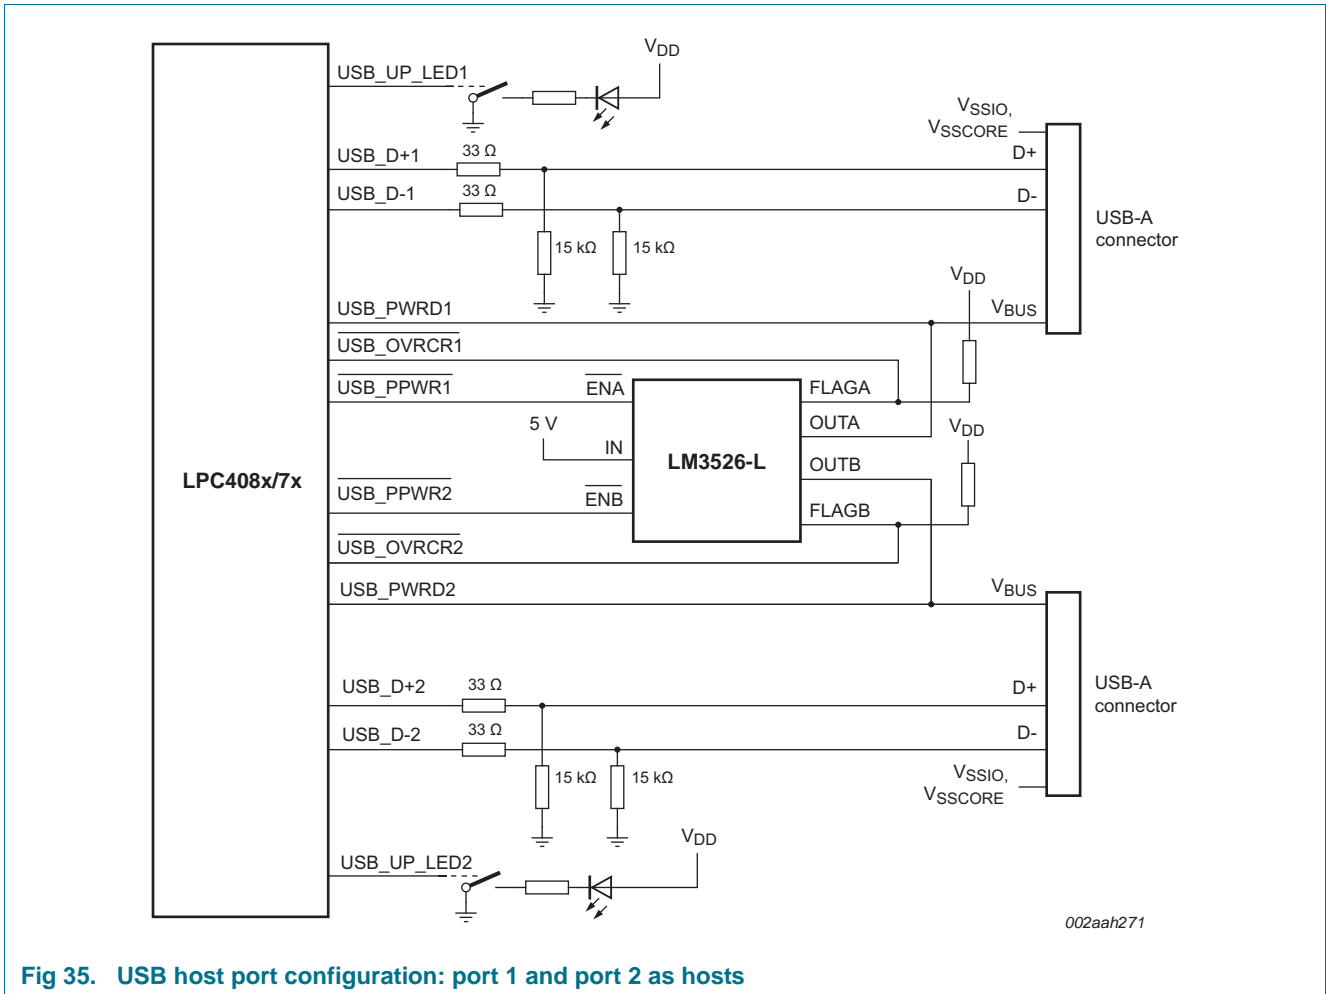 VDD
USB_UP_LED1
VSSIO,
VSSCORE
USB_D+1
33 Ω
D+
USB_D-1
33 Ω
D-
USB-A
connector
15 kΩ
15 kΩ
VDD
USB_PWRD1
VBUS
USB_OVRCR1
USB_PPWR1
ENA
FLAGA
5 V
OUTA
VDD
IN
LM3526-L
OUTB
LPC408x/7x
USB_PPWR2
ENB
FLAGB
USB_OVRCR2
USB_PWRD2
VBUS
USB_D+2
33 Ω
D+
USB-A
connector
USB_D-2
33 Ω
D-
15 kΩ
15 kΩ
VSSIO,
VSSCORE
VDD
USB_UP_LED2
002aah271
Fig 35. USB host port configuration: port 1 and port 2 as hosts